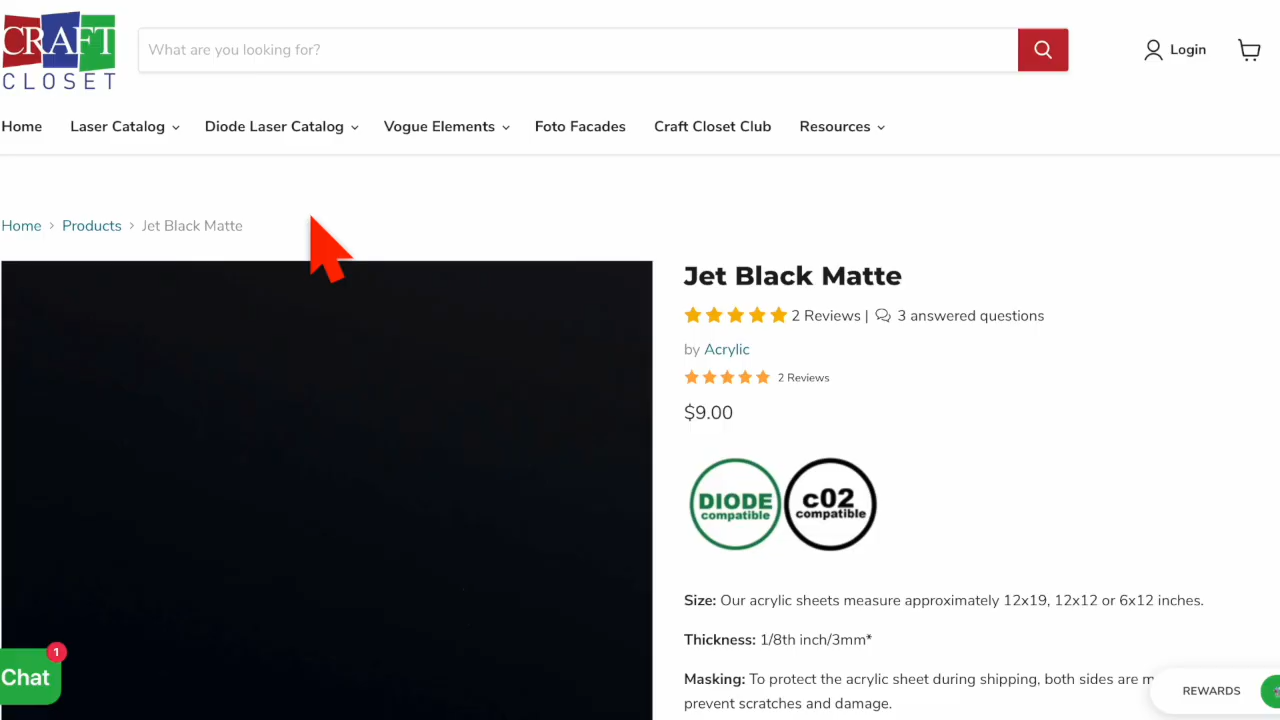 CRAFT
CLOSET
What are you looking for?
Login
Home
Laser Catalog
Diode Laser Catalog
Vogue Elements
Foto Facades
Craft Closet Club
Resources
Home > Products > Jet Black Matte
Jet Black Matte
2 Reviews | 3 answered questions
by Acrylic
2 Reviews
$9.00
DIODE
compatible
c02
compatible
Size: Our acrylic sheets measure approximately 12x19, 12x12 or 6x12 inches.
Thickness: 1/8th inch/3mm*
Masking: To protect the acrylic sheet during shipping, both sides are m
prevent scratches and damage.
1
Chat
REWARDS